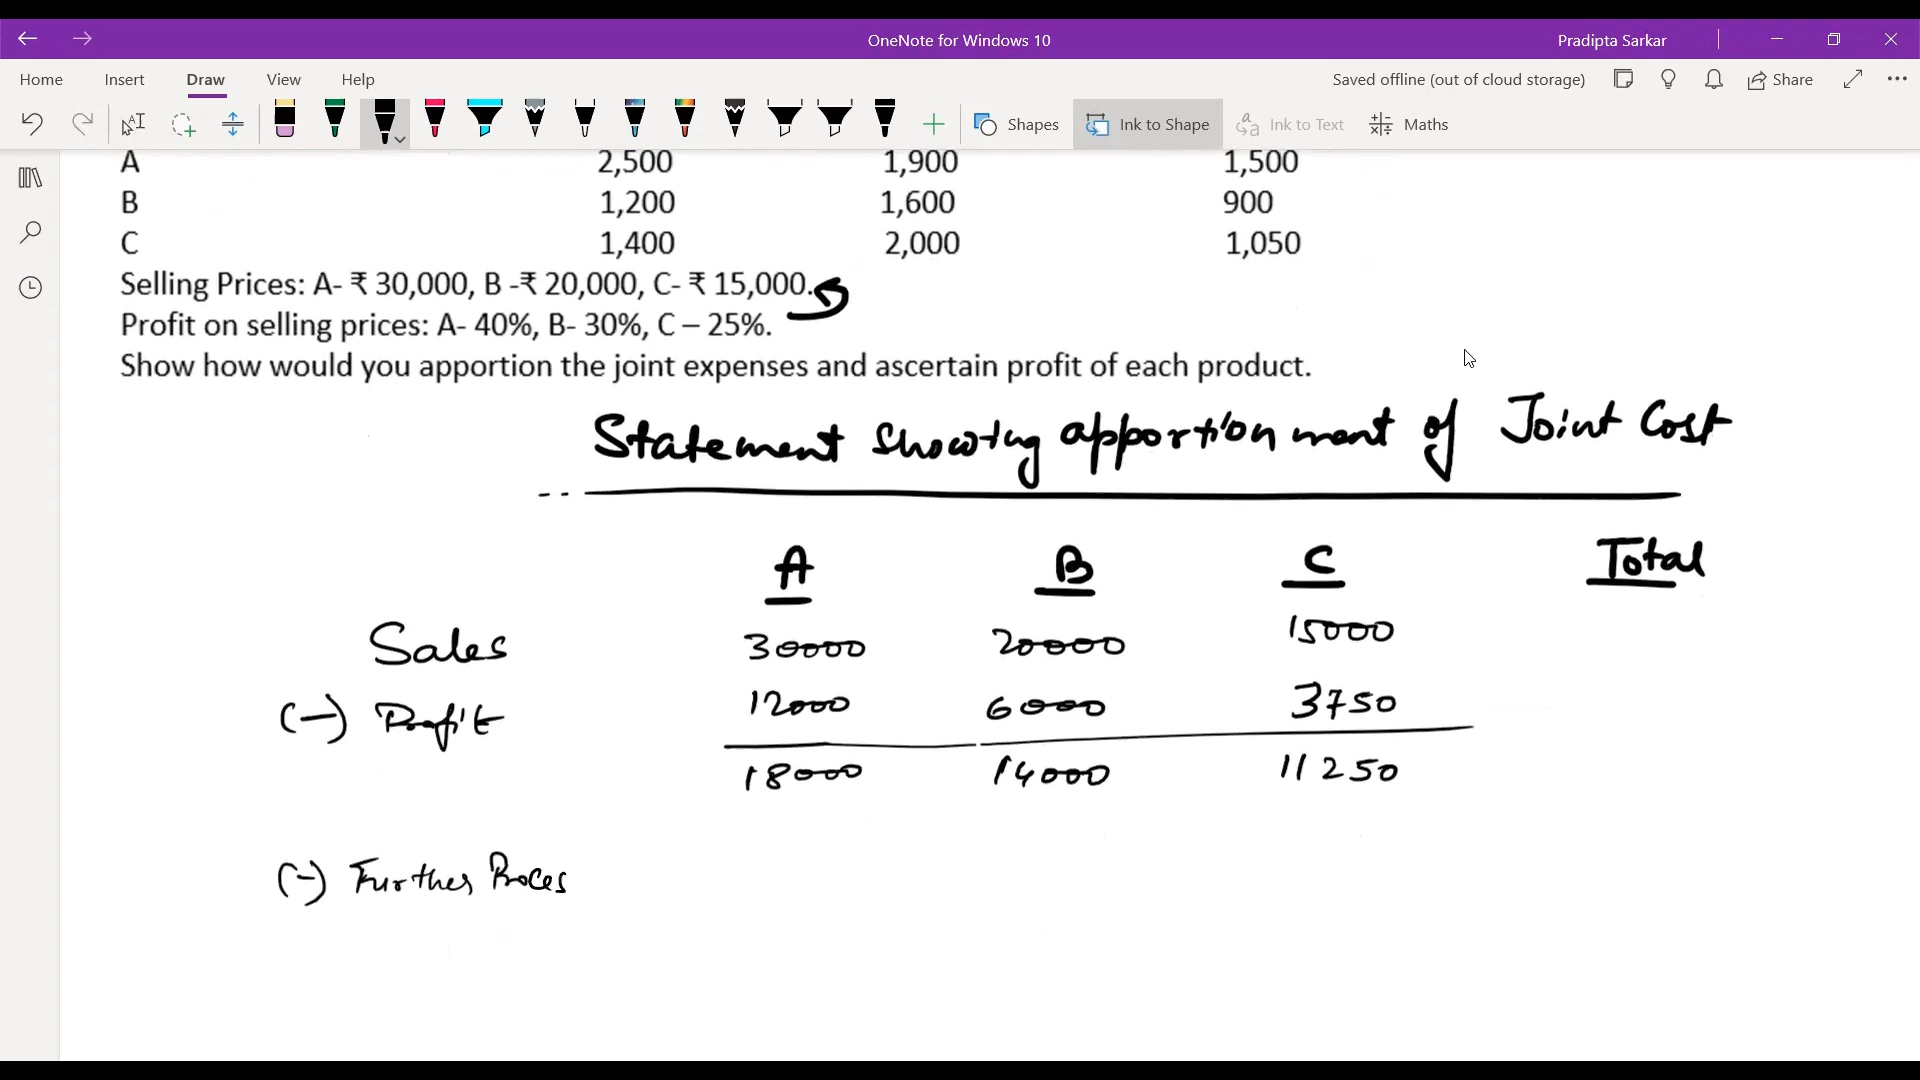 OneNote for Windows 10 Pradipta Sarkar
Home Insert Draw View Help Saved offline (out of cloud storage) Share
Shapes Ink to Shape Ink to Text Maths
A 2,500 1,900 1,500
B 1,200 1,600 900
C 1,400 2,000 1,050
Selling Prices: A- ₹ 30,000, B -₹ 20,000, C- ₹ 15,000.
Profit on selling prices: A- 40%, B- 30%, C – 25%.
Show how would you apportion the joint expenses and ascertain profit of each product.
Statement showing apportionment of Joint Cost
A B C Total
Sales 30000 20000 15000
(-) Profit 12000 6000 3750
18000 14000 11250
(-) Further Proces